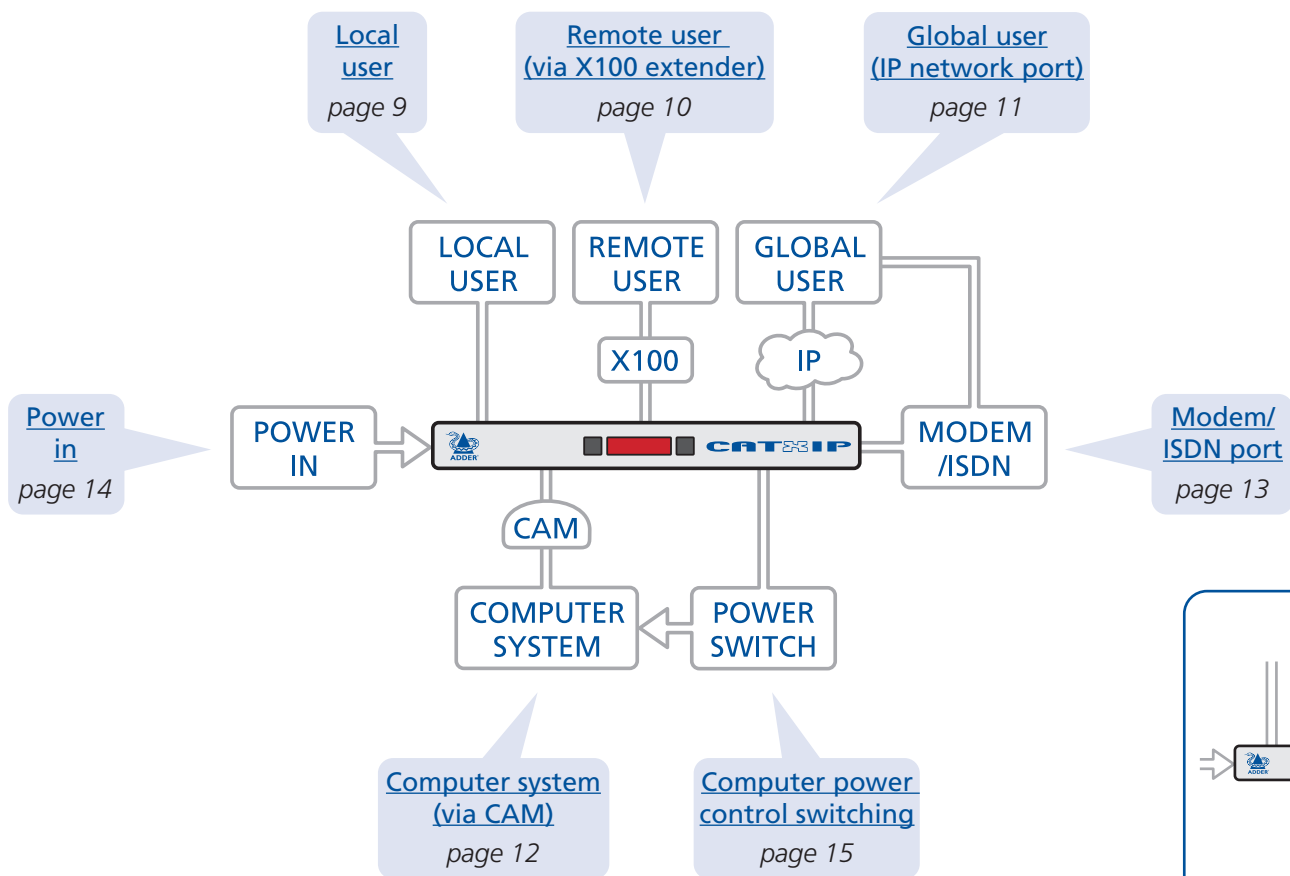 Local
user
page 9
Remote user
(via X100 extender)
page 10
Global user
(IP network port)
page 11
LOCAL
USER
REMOTE
USER
GLOBAL
USER
X100
IP
Power
in
page 14
POWER
IN
ADDER
CATXIP
MODEM
/ISDN
Modem/
ISDN port
page 13
CAM
COMPUTER
SYSTEM
POWER
SWITCH
ADDER
Computer system
(via CAM)
page 12
Computer power
control switching
page 15